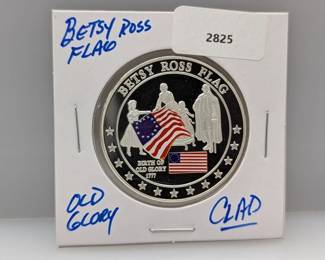 BETSY ROSS
FLAG
2825
BETSY ROSS FLAG
BIRTH OF
OLD GLORY
1777
OLD
GLORY
CLAD